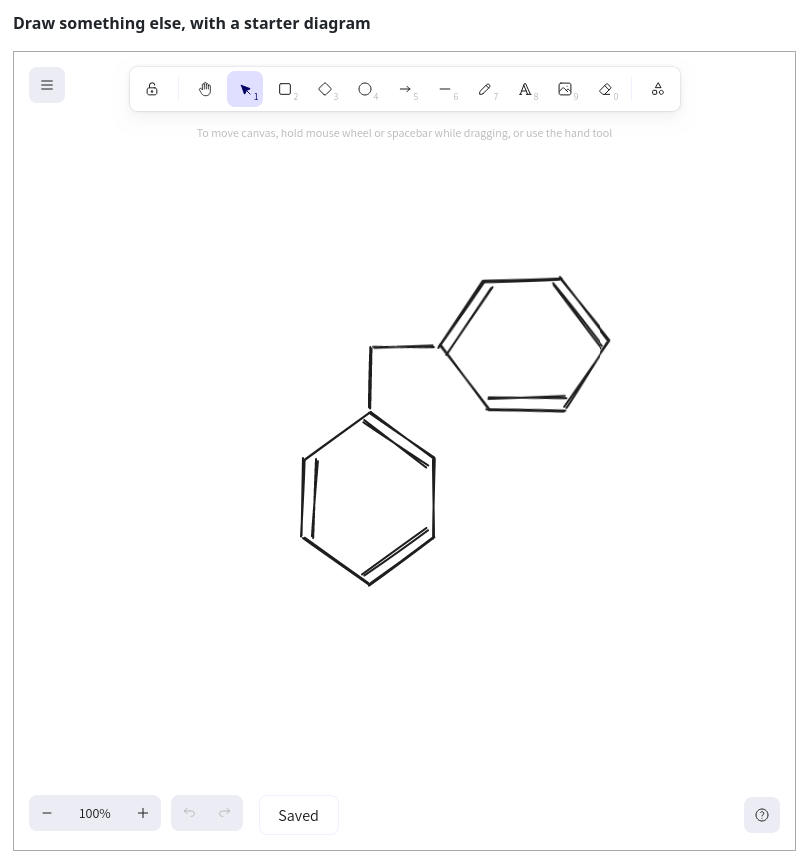 Draw something else, with a starter diagram
1 2 3 4 5 6 7 A 8 9 0
To move canvas, hold mouse wheel or spacebar while dragging, or use the hand tool
− 100% + Saved ?